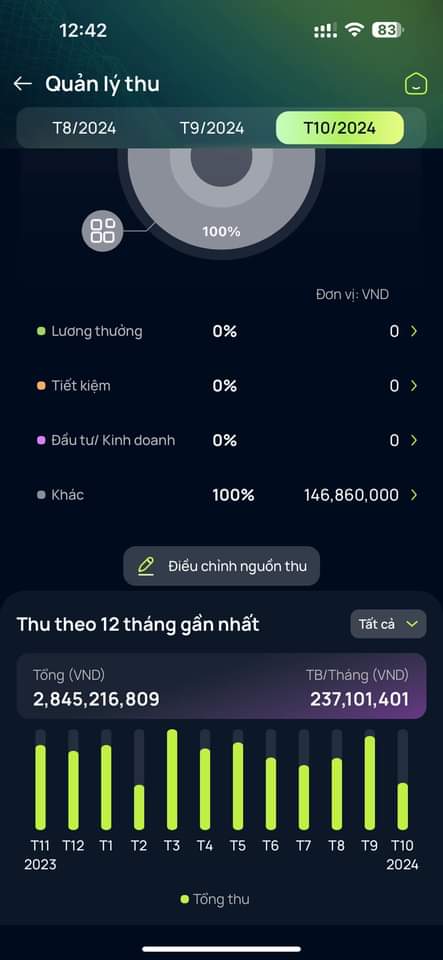 12:42
83
Quản lý thu
T8/2024 T9/2024 T10/2024
100%
Đơn vị: VND
Lương thưởng 0% 0
Tiết kiệm 0% 0
Đầu tư/ Kinh doanh 0% 0
Khác 100% 146,860,000
Điều chỉnh nguồn thu
Thu theo 12 tháng gần nhất Tất cả
Tổng (VND) TB/Tháng (VND)
2,845,216,809 237,101,401
T11 T12 T1 T2 T3 T4 T5 T6 T7 T8 T9 T10
2023 2024
Tổng thu